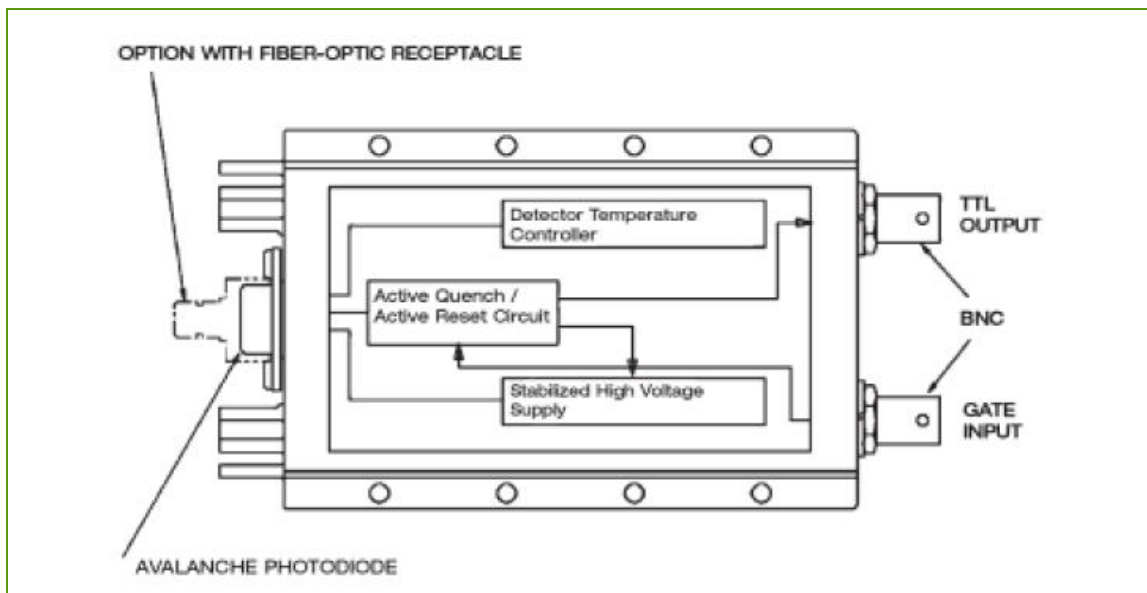 OPTION WITH FIBER-OPTIC RECEPTACLE
Detector Temperature
Controller
TTL
OUTPUT
Active Quench /
Active Reset Circuit
BNC
Stabilized High Voltage
Supply
GATE
INPUT
AVALANCHE PHOTODIODE